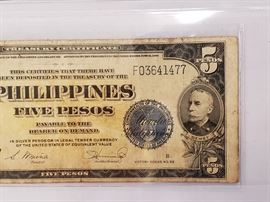 TREASURY CERTIFICATE
THIS CERTIFIES THAT THERE HAVE
BEEN DEPOSITED IN THE TREASURY OF THE
F03641477
5
PHILIPPINES
FIVE PESOS
PAYABLE TO THE
BEARER ON DEMAND
IN SILVER PESOS OR IN LEGAL TENDER CURRENCY
OF THE UNITED STATES OF EQUIVALENT VALUE
5
FIVE PESOS